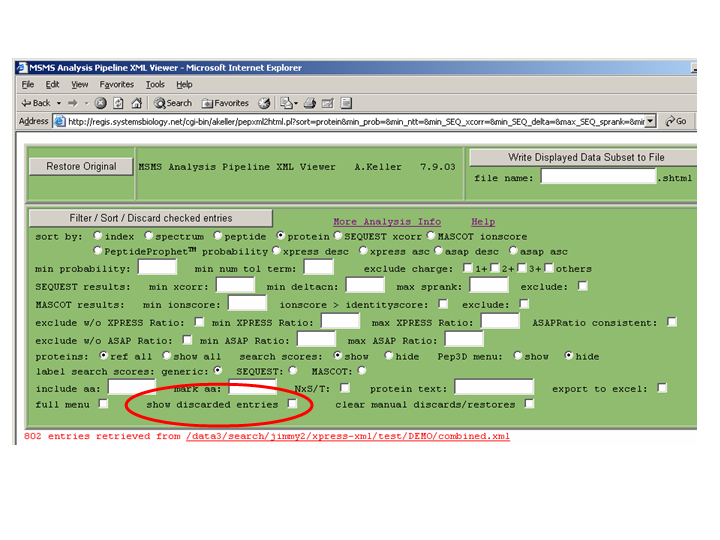 MSMS Analysis Pipeline XML Viewer - Microsoft Internet Explorer
File Edit View Favorites Tools Help
Back Search Favorites
Address http://regis.systemsbiology.net/cgi-bin/akeller/pepxml2html.pl?sort=protein&min_prob=&min_ntt=&min_SEQ_xcorr=&min_SEQ_delta=&max_SEQ_sprank=&mir Go
Restore Original MSMS Analysis Pipeline XML Viewer A.Keller 7.9.03 Write Displayed Data Subset to File
file name: .shtml
Filter / Sort / Discard checked entries More Analysis Info Help
sort by: index spectrum peptide protein SEQUEST xcorr MASCOT ionscore
PeptideProphet™ probability xpress desc xpress asc asap desc asap asc
min probability: min num tol term: exclude charge: 1+ 2+ 3+ others
SEQUEST results: min xcorr: min deltacn: max sprank: exclude:
MASCOT results: min ionscore: ionscore > identityscore: exclude:
exclude w/o XPRESS Ratio: min XPRESS Ratio: max XPRESS Ratio: ASAPRatio consistent:
exclude w/o ASAP Ratio: min ASAP Ratio: max ASAP Ratio:
proteins: ref all show all search scores: show hide Pep3D menu: show hide
label search scores: generic: SEQUEST: MASCOT:
include aa: mark aa: NxS/T: protein text: export to excel:
full menu show discarded entries clear manual discards/restores
802 entries retrieved from /data3/search/jimmy2/xpress-xml/test/DEMO/combined.xml